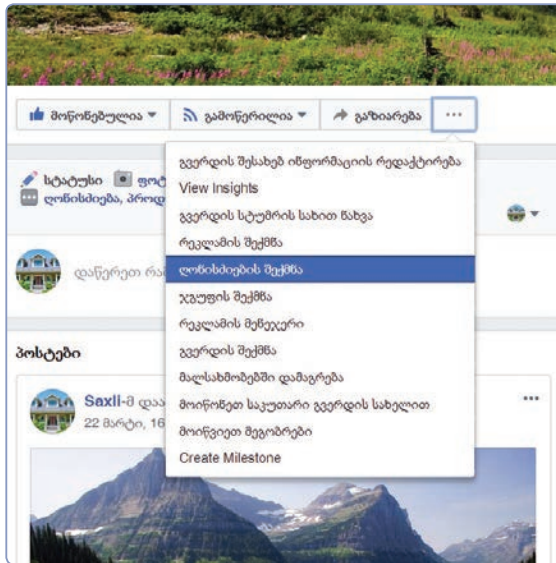 მოწონებულია
გამოწერილია
გაზიარება
...
გვერდის შესახებ ინფორმაციის რედაქტირება
View Insights
გვერდის სტუმრის სახით ნახვა
რეკლამის შექმნა
ღონისძიების შექმნა
ჯგუფის შექმნა
რეკლამის მენეჯერი
გვერდის შექმნა
მალსახმობებში დამაგრება
მოიწონეთ საკუთარი გვერდის სახელით
მოიწვიეთ მეგობრები
Create Milestone
სტატუსი ფოტ
ღონისძიება, პროდ
დაწერეთ რა
პოსტები
Saxli-მ დაა
22 მარტი, 16